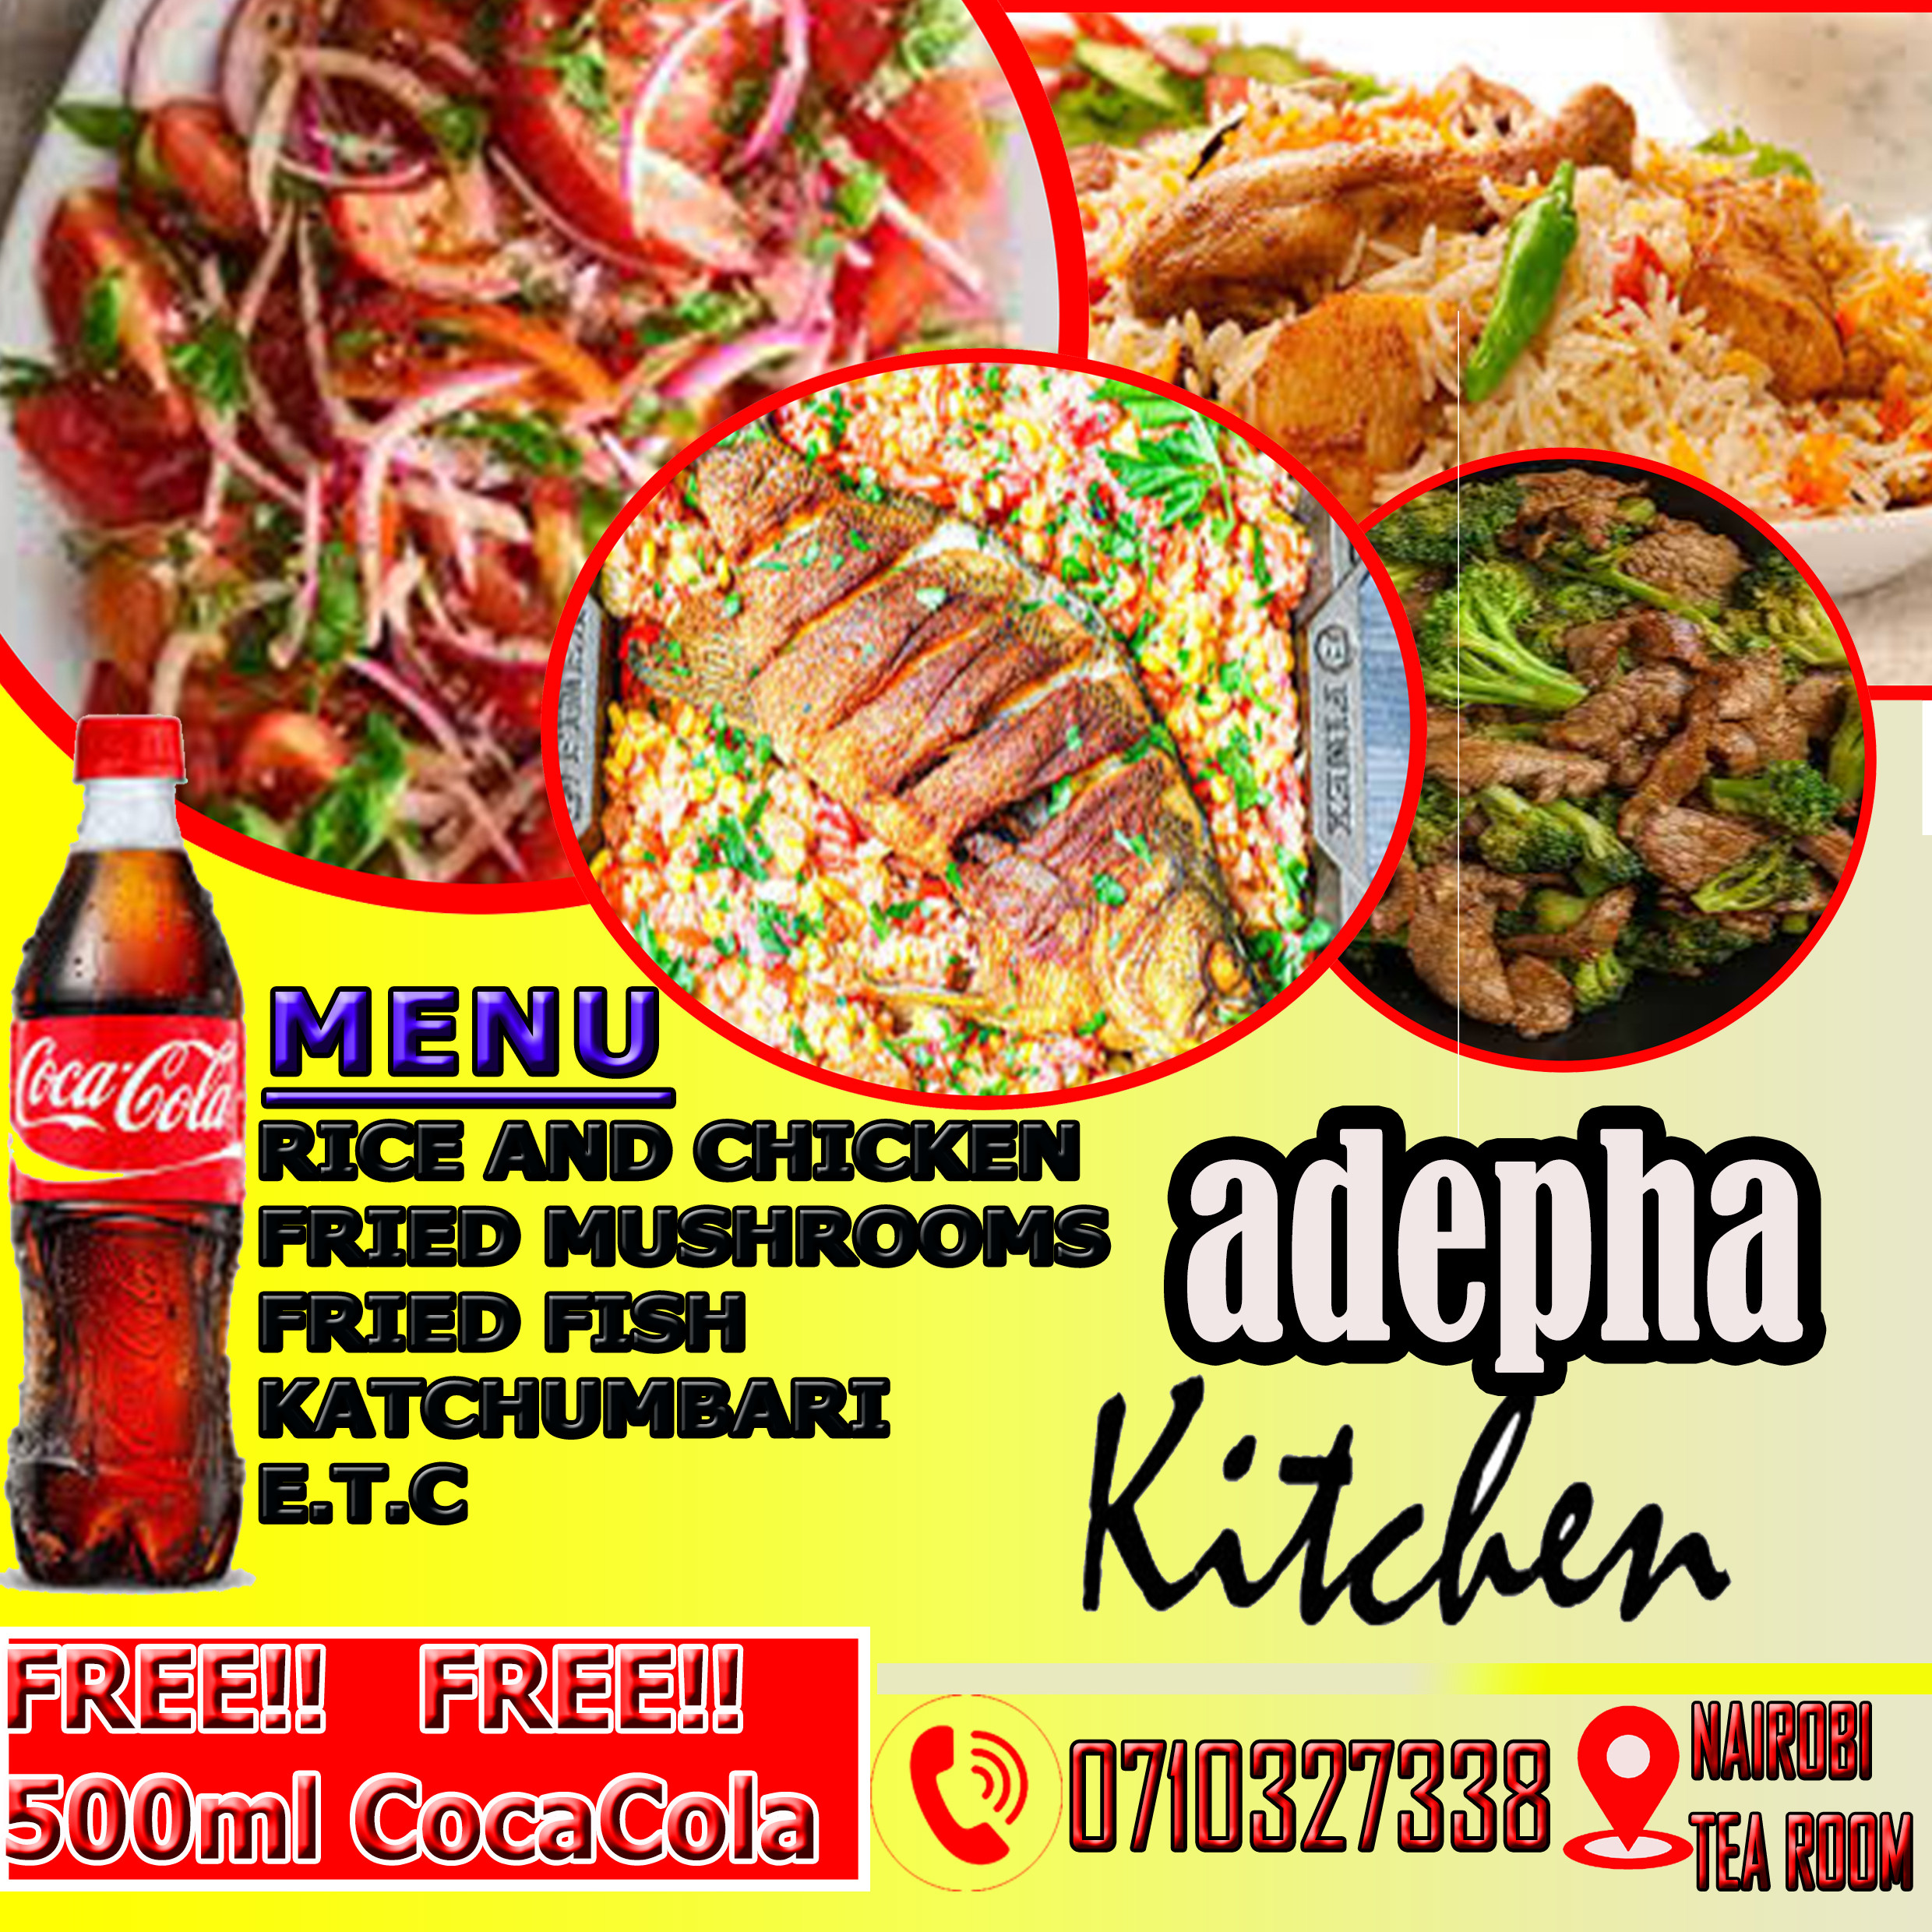 FINEX
Coca-Cola
MENU
RICE AND CHICKEN
FRIED MUSHROOMS
FRIED FISH
KATCHUMBARI
E.T.C
adepha
Kitchen
FREE!! FREE!!
500ml CocaCola
0710327338
NAIROBI
TEA ROOM